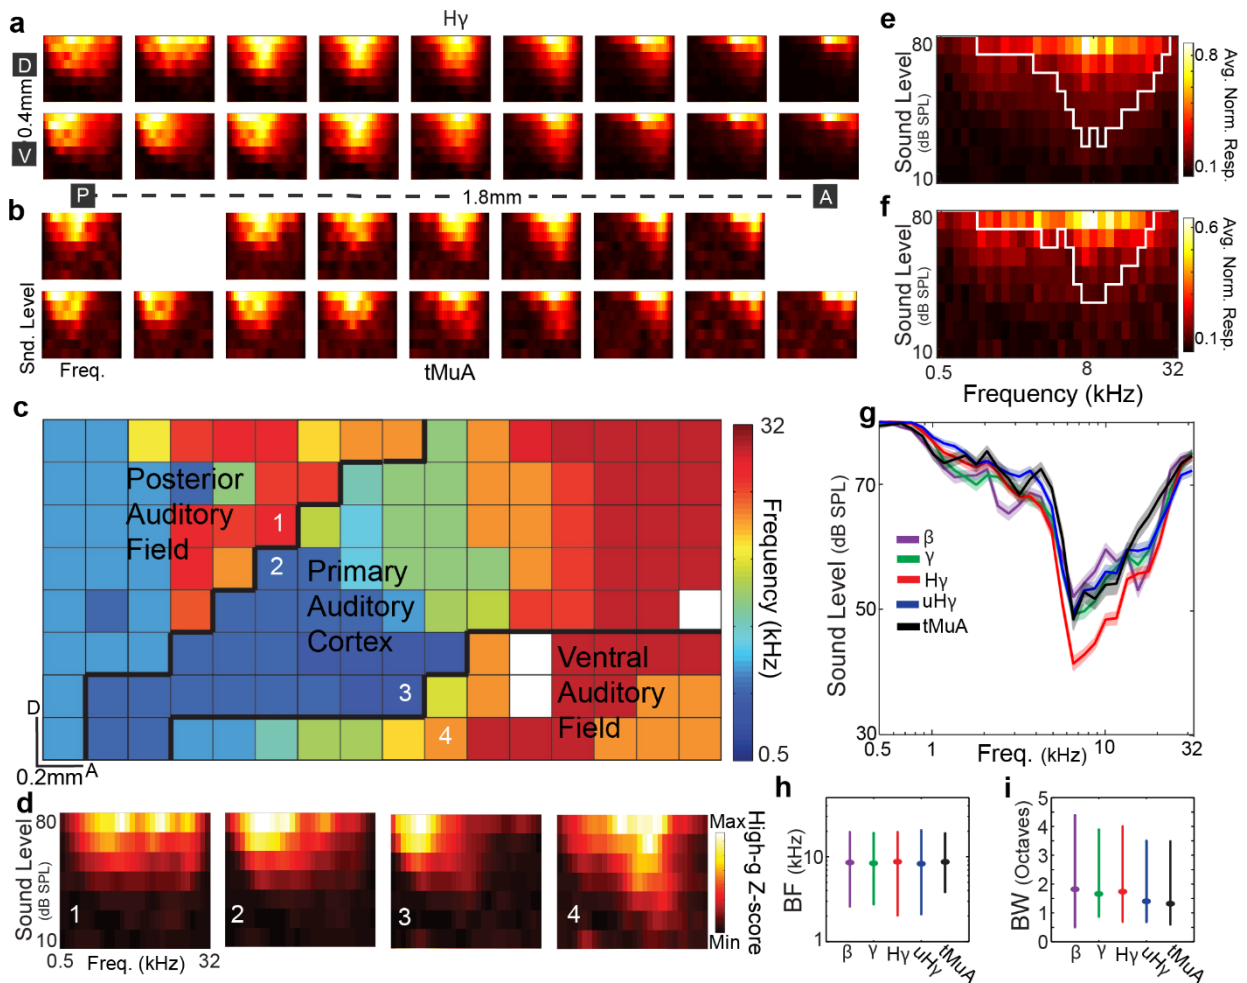 a
Hγ
D
0.4mm
V
P
1.8mm
A
b
Snd. Level
Freq.
tMuA
c
Posterior
Auditory
Field
1
2
Primary
Auditory
Cortex
3
Ventral
Auditory
Field
4
D
A
0.2mm
32
Frequency (kHz)
0.5
d
Sound Level
(dB SPL)
80
10
1
2
3
4
0.5
Freq. (kHz)
32
Max
High-g Z-score
Min
e
Sound Level
(dB SPL)
80
10
0.8
Avg. Norm. Resp.
0.1
f
Sound Level
(dB SPL)
80
10
0.6
Avg. Norm. Resp.
0.1
0.5
8
32
Frequency (kHz)
g
Sound Level (dB SPL)
70
50
30
β
γ
Hγ
uHγ
tMuA
0.5
1
10
32
Freq. (kHz)
h
BF (kHz)
10
1
β
γ
Hγ
uHγ
tMuA
i
BW (Octaves)
5
4
3
2
1
0
β
γ
Hγ
uHγ
tMuA